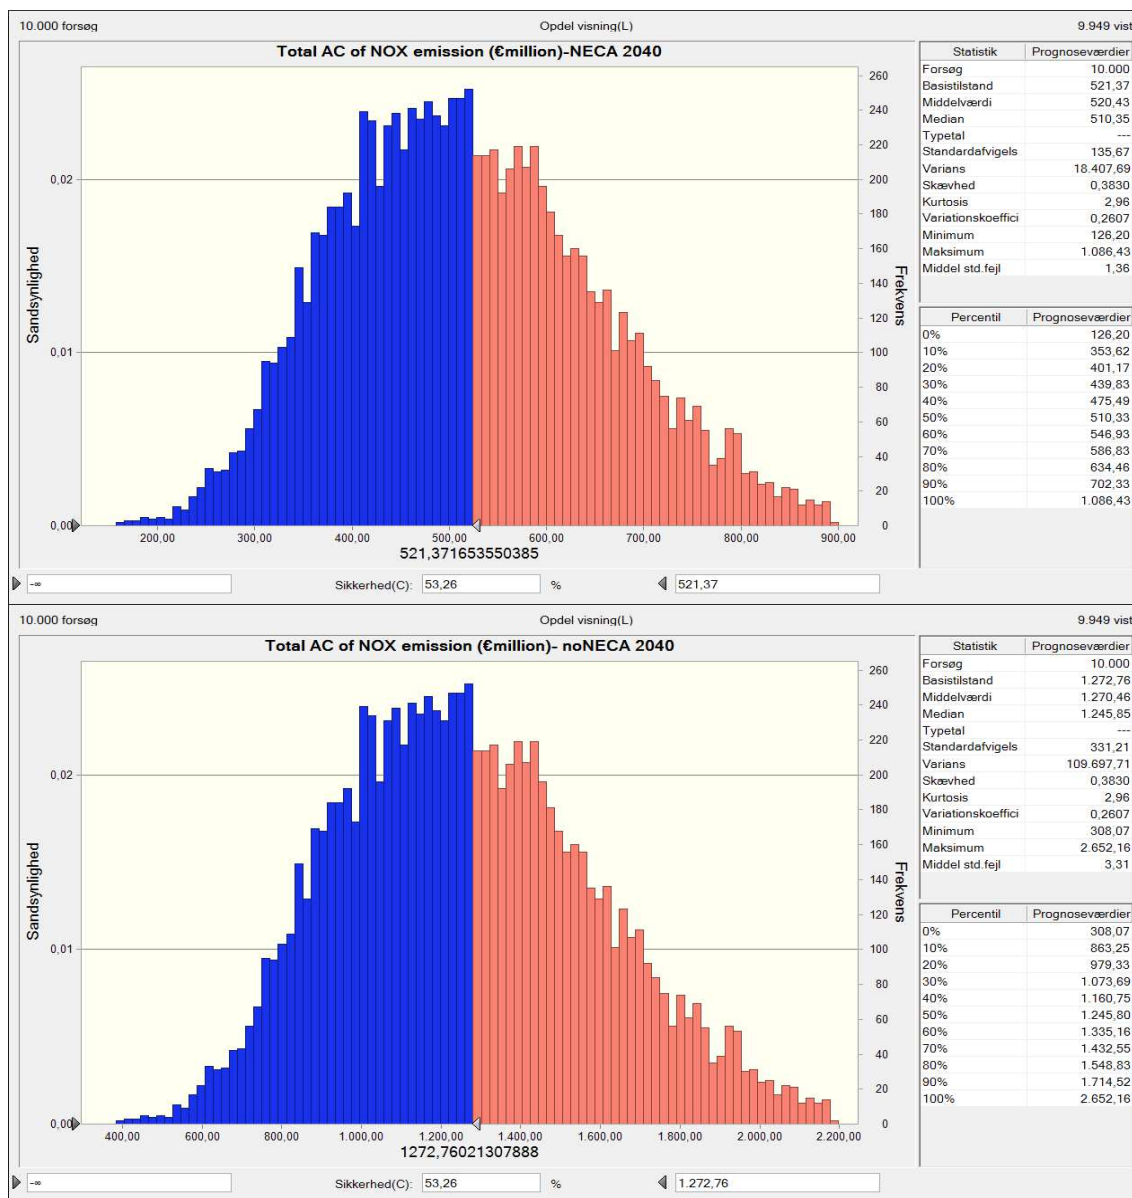 10.000 forsøg Opdel visning(L) 9.949 vist
Total AC of NOX emission (€million)-NECA 2040
Sandsynlighed
0,02
0,01
0,00
260
240
220
200
180
160
140
120
100
80
60
40
20
0
Frekvens
200,00 300,00 400,00 500,00 600,00 700,00 800,00 900,00
521,371653550385
-∞ Sikkerhed(C): 53,26 % 521,37
Statistik Prognoseværdier
Forsøg 10.000
Basistilstand 521,37
Middelværdi 520,43
Median 510,35
Typetal ---
Standardafvigels 135,67
Varians 18.407,69
Skævhed 0,3830
Kurtosis 2,96
Variationskoeffici 0,2607
Minimum 126,20
Maksimum 1.086,43
Middel std.fejl 1,36
Percentil Prognoseværdier
0% 126,20
10% 353,62
20% 401,17
30% 439,83
40% 475,49
50% 510,33
60% 546,93
70% 586,83
80% 634,46
90% 702,33
100% 1.086,43
10.000 forsøg Opdel visning(L) 9.949 vist
Total AC of NOX emission (€million)- noNECA 2040
Sandsynlighed
0,02
0,01
0,00
260
240
220
200
180
160
140
120
100
80
60
40
20
0
Frekvens
400,00 600,00 800,00 1.000,00 1.200,00 1.400,00 1.600,00 1.800,00 2.000,00 2.200,00
1272,76021307888
-∞ Sikkerhed(C): 53,26 % 1.272,76
Statistik Prognoseværdier
Forsøg 10.000
Basistilstand 1.272,76
Middelværdi 1.270,46
Median 1.245,85
Typetal ---
Standardafvigels 331,21
Varians 109.697,71
Skævhed 0,3830
Kurtosis 2,96
Variationskoeffici 0,2607
Minimum 308,07
Maksimum 2.652,16
Middel std.fejl 3,31
Percentil Prognoseværdier
0% 308,07
10% 863,25
20% 979,33
30% 1.073,69
40% 1.160,75
50% 1.245,80
60% 1.335,16
70% 1.432,55
80% 1.548,83
90% 1.714,52
100% 2.652,16